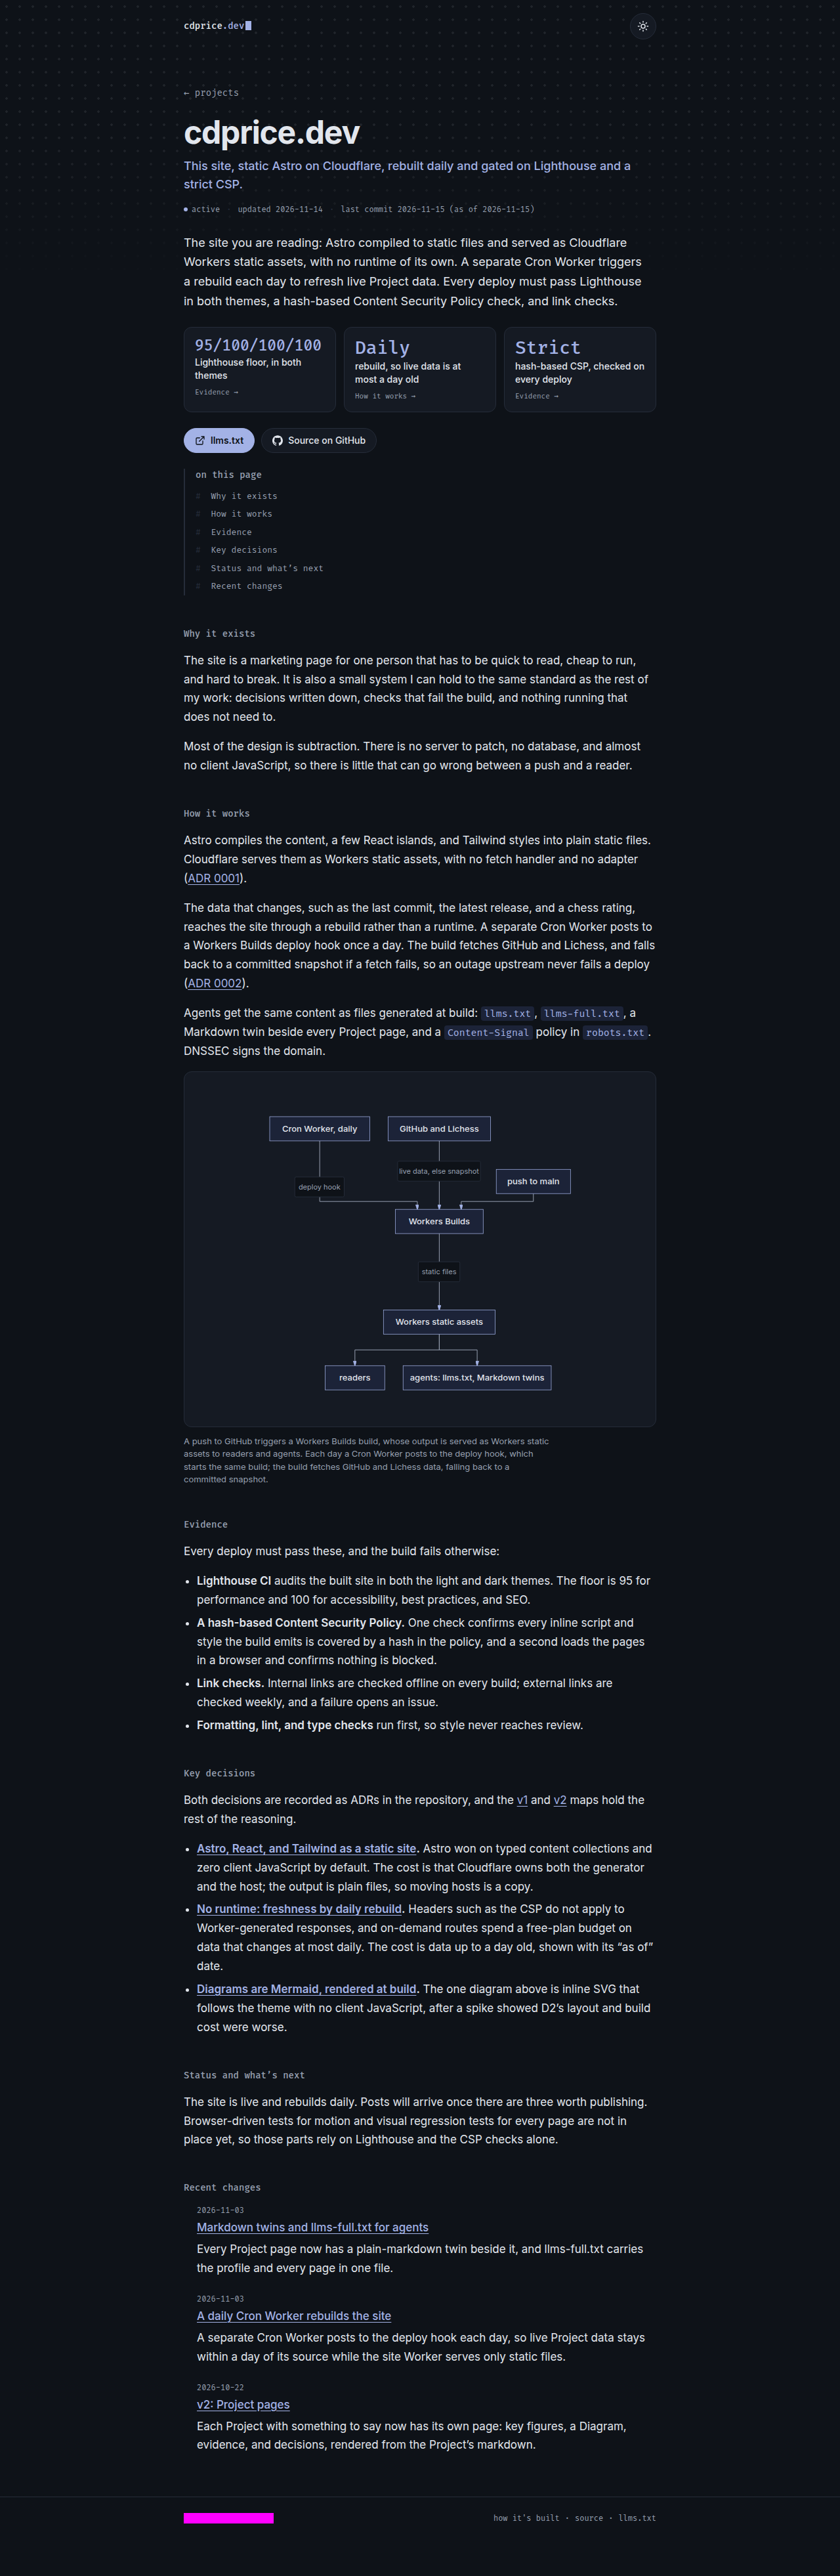 cdprice.dev
← projects
cdprice.dev
This site, static Astro on Cloudflare, rebuilt daily and gated on Lighthouse and a
strict CSP.
active · updated 2026-11-14 · last commit 2026-11-15 (as of 2026-11-15)
The site you are reading: Astro compiled to static files and served as Cloudflare
Workers static assets, with no runtime of its own. A separate Cron Worker triggers
a rebuild each day to refresh live Project data. Every deploy must pass Lighthouse
in both themes, a hash-based Content Security Policy check, and link checks.
95/100/100/100
Lighthouse floor, in both
themes
Evidence →
Daily
rebuild, so live data is at
most a day old
How it works →
Strict
hash-based CSP, checked on
every deploy
Evidence →
llms.txt
Source on GitHub
on this page
Why it exists
How it works
Evidence
Key decisions
Status and what’s next
Recent changes
Why it exists
The site is a marketing page for one person that has to be quick to read, cheap to run,
and hard to break. It is also a small system I can hold to the same standard as the rest of
my work: decisions written down, checks that fail the build, and nothing running that
does not need to.
Most of the design is subtraction. There is no server to patch, no database, and almost
no client JavaScript, so there is little that can go wrong between a push and a reader.
How it works
Astro compiles the content, a few React islands, and Tailwind styles into plain static files.
Cloudflare serves them as Workers static assets, with no fetch handler and no adapter
(ADR 0001).
The data that changes, such as the last commit, the latest release, and a chess rating,
reaches the site through a rebuild rather than a runtime. A separate Cron Worker posts to
a Workers Builds deploy hook once a day. The build fetches GitHub and Lichess, and falls
back to a committed snapshot if a fetch fails, so an outage upstream never fails a deploy
(ADR 0002).
Agents get the same content as files generated at build: llms.txt, llms-full.txt, a
Markdown twin beside every Project page, and a Content-Signal policy in robots.txt.
DNSSEC signs the domain.
Cron Worker, daily
GitHub and Lichess
live data, else snapshot
push to main
deploy hook
Workers Builds
static files
Workers static assets
readers
agents: llms.txt, Markdown twins
A push to GitHub triggers a Workers Builds build, whose output is served as Workers static
assets to readers and agents. Each day a Cron Worker posts to the deploy hook, which
starts the same build; the build fetches GitHub and Lichess data, falling back to a
committed snapshot.
Evidence
Every deploy must pass these, and the build fails otherwise:
• Lighthouse CI audits the built site in both the light and dark themes. The floor is 95 for
performance and 100 for accessibility, best practices, and SEO.
• A hash-based Content Security Policy. One check confirms every inline script and
style the build emits is covered by a hash in the policy, and a second loads the pages
in a browser and confirms nothing is blocked.
• Link checks. Internal links are checked offline on every build; external links are
checked weekly, and a failure opens an issue.
• Formatting, lint, and type checks run first, so style never reaches review.
Key decisions
Both decisions are recorded as ADRs in the repository, and the v1 and v2 maps hold the
rest of the reasoning.
• Astro, React, and Tailwind as a static site. Astro won on typed content collections and
zero client JavaScript by default. The cost is that Cloudflare owns both the generator
and the host; the output is plain files, so moving hosts is a copy.
• No runtime: freshness by daily rebuild. Headers such as the CSP do not apply to
Worker-generated responses, and on-demand routes spend a free-plan budget on
data that changes at most daily. The cost is data up to a day old, shown with its “as of”
date.
• Diagrams are Mermaid, rendered at build. The one diagram above is inline SVG that
follows the theme with no client JavaScript, after a spike showed D2’s layout and build
cost were worse.
Status and what’s next
The site is live and rebuilds daily. Posts will arrive once there are three worth publishing.
Browser-driven tests for motion and visual regression tests for every page are not in
place yet, so those parts rely on Lighthouse and the CSP checks alone.
Recent changes
2026-11-03
Markdown twins and llms-full.txt for agents
Every Project page now has a plain-markdown twin beside it, and llms-full.txt carries
the profile and every page in one file.
2026-11-03
A daily Cron Worker rebuilds the site
A separate Cron Worker posts to the deploy hook each day, so live Project data stays
within a day of its source while the site Worker serves only static files.
2026-10-22
v2: Project pages
Each Project with something to say now has its own page: key figures, a Diagram,
evidence, and decisions, rendered from the Project’s markdown.
how it’s built · source · llms.txt